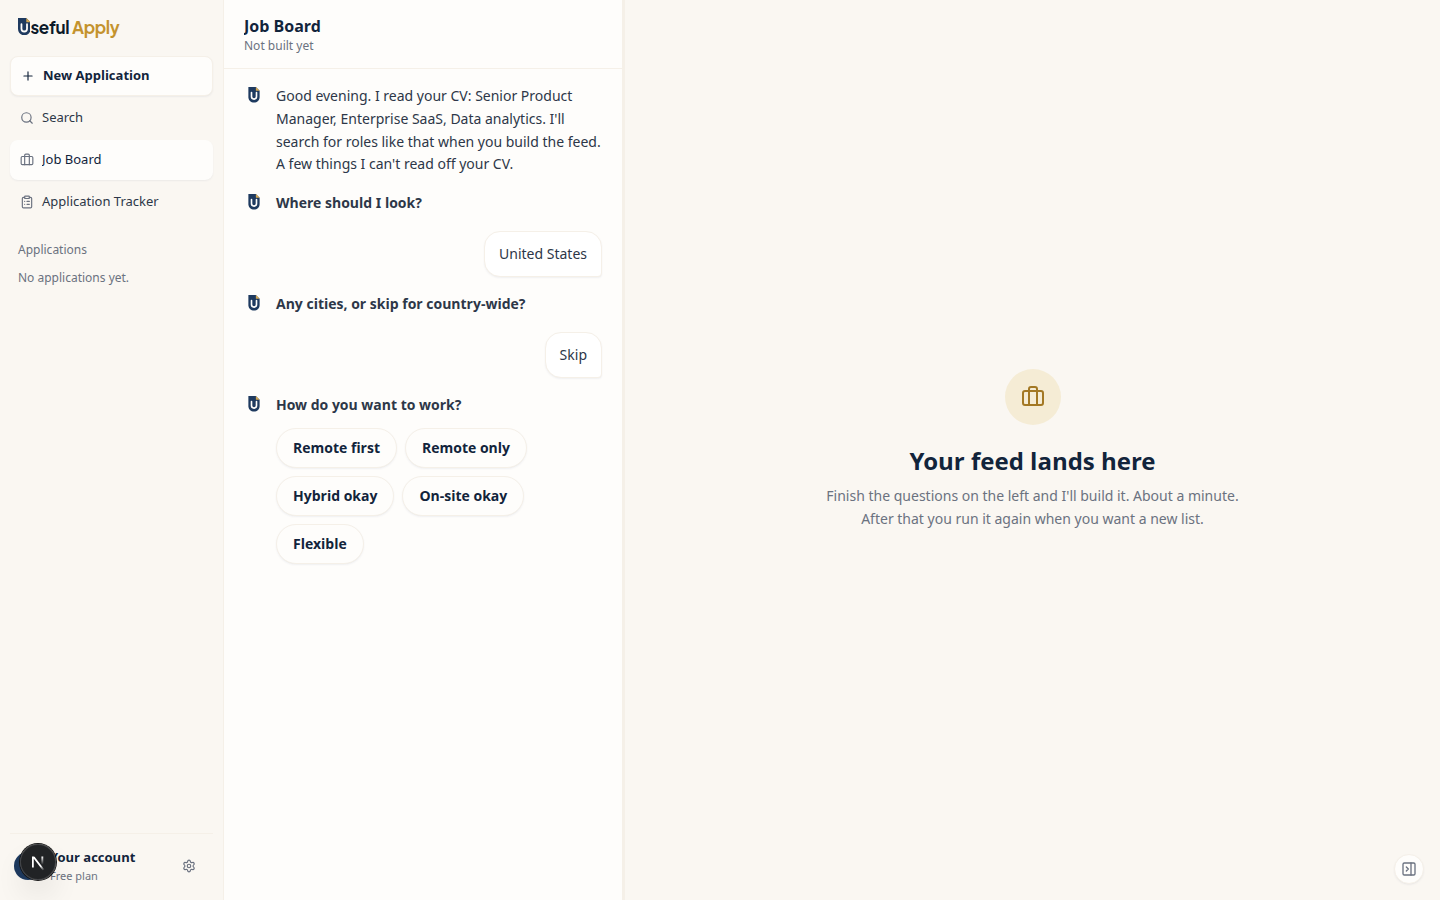 Useful Apply
New Application
Search
Job Board
Application Tracker
Applications
No applications yet.
Your account
Free plan
Job Board
Not built yet
Good evening. I read your CV: Senior Product
Manager, Enterprise SaaS, Data analytics. I'll
search for roles like that when you build the feed.
A few things I can't read off your CV.
Where should I look?
United States
Any cities, or skip for country-wide?
Skip
How do you want to work?
Remote first
Remote only
Hybrid okay
On-site okay
Flexible
Your feed lands here
Finish the questions on the left and I'll build it. About a minute.
After that you run it again when you want a new list.